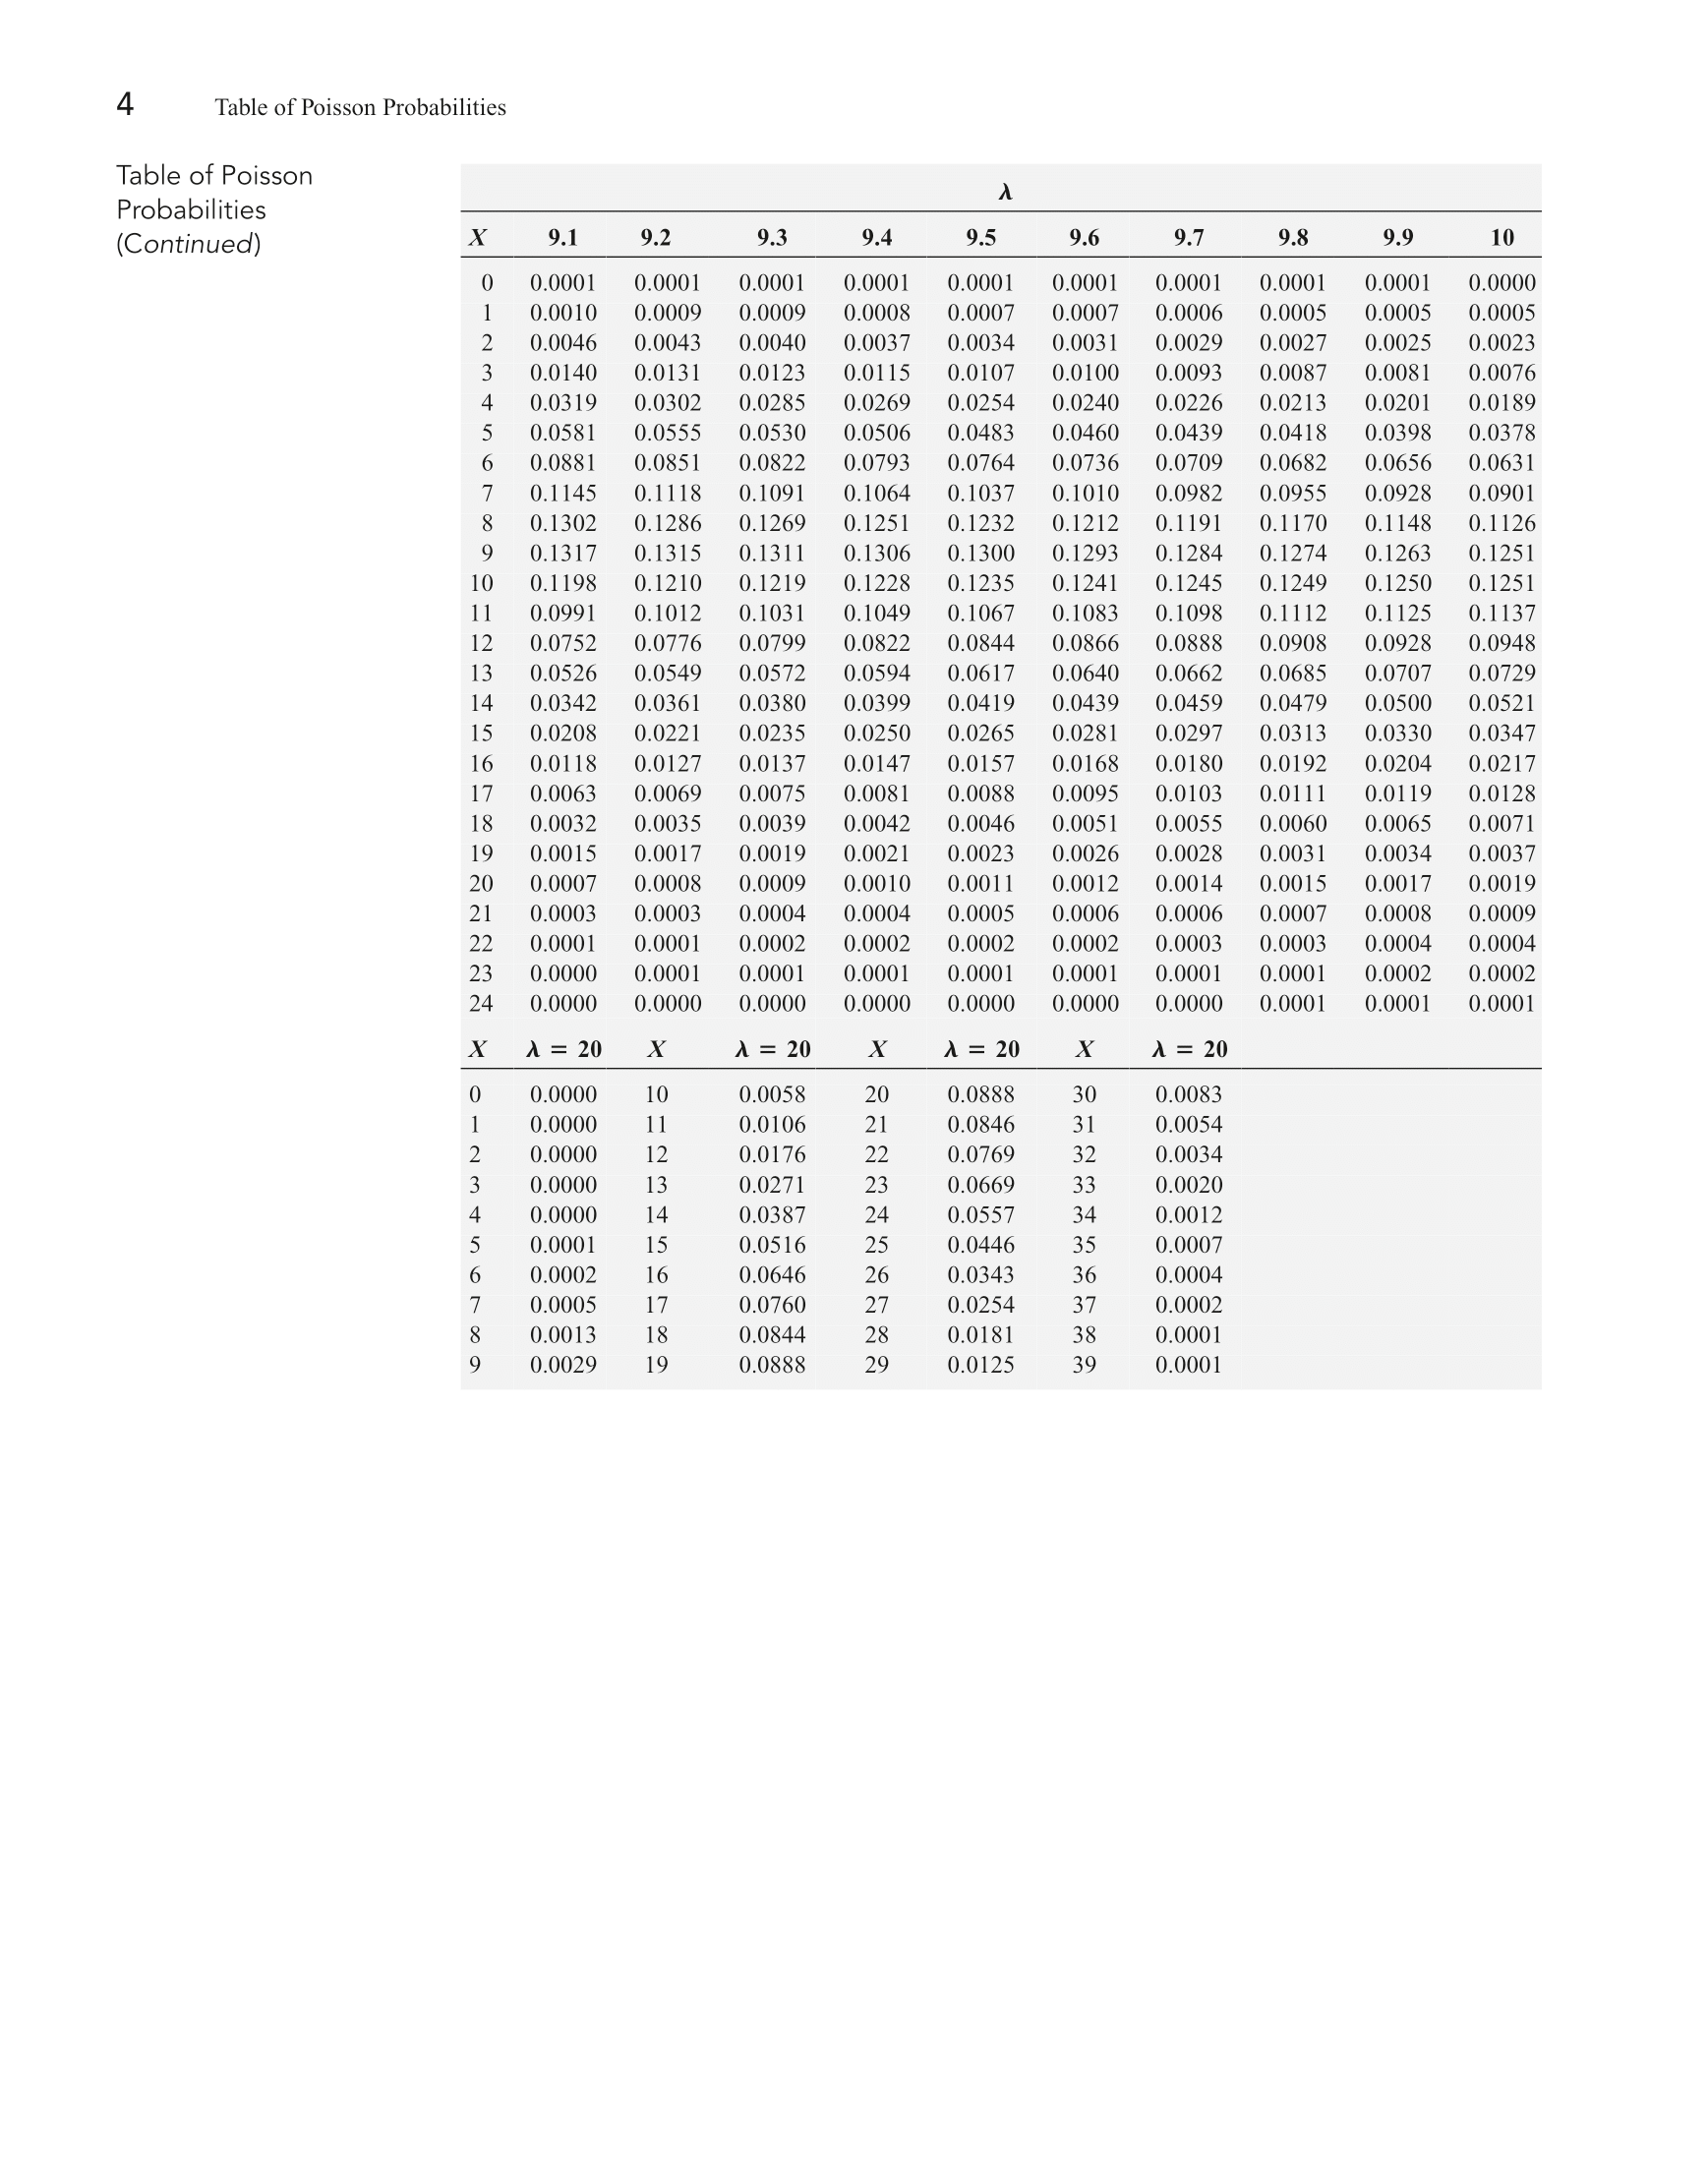 4 Table of Poisson Probabilities
Table of Poisson
Probabilities
(Continued)
λ
X 9.1 9.2 9.3 9.4 9.5 9.6 9.7 9.8 9.9 10
0 0.0001 0.0001 0.0001 0.0001 0.0001 0.0001 0.0001 0.0001 0.0001 0.0000
1 0.0010 0.0009 0.0009 0.0008 0.0007 0.0007 0.0006 0.0005 0.0005 0.0005
2 0.0046 0.0043 0.0040 0.0037 0.0034 0.0031 0.0029 0.0027 0.0025 0.0023
3 0.0140 0.0131 0.0123 0.0115 0.0107 0.0100 0.0093 0.0087 0.0081 0.0076
4 0.0319 0.0302 0.0285 0.0269 0.0254 0.0240 0.0226 0.0213 0.0201 0.0189
5 0.0581 0.0555 0.0530 0.0506 0.0483 0.0460 0.0439 0.0418 0.0398 0.0378
6 0.0881 0.0851 0.0822 0.0793 0.0764 0.0736 0.0709 0.0682 0.0656 0.0631
7 0.1145 0.1118 0.1091 0.1064 0.1037 0.1010 0.0982 0.0955 0.0928 0.0901
8 0.1302 0.1286 0.1269 0.1251 0.1232 0.1212 0.1191 0.1170 0.1148 0.1126
9 0.1317 0.1315 0.1311 0.1306 0.1300 0.1293 0.1284 0.1274 0.1263 0.1251
10 0.1198 0.1210 0.1219 0.1228 0.1235 0.1241 0.1245 0.1249 0.1250 0.1251
11 0.0991 0.1012 0.1031 0.1049 0.1067 0.1083 0.1098 0.1112 0.1125 0.1137
12 0.0752 0.0776 0.0799 0.0822 0.0844 0.0866 0.0888 0.0908 0.0928 0.0948
13 0.0526 0.0549 0.0572 0.0594 0.0617 0.0640 0.0662 0.0685 0.0707 0.0729
14 0.0342 0.0361 0.0380 0.0399 0.0419 0.0439 0.0459 0.0479 0.0500 0.0521
15 0.0208 0.0221 0.0235 0.0250 0.0265 0.0281 0.0297 0.0313 0.0330 0.0347
16 0.0118 0.0127 0.0137 0.0147 0.0157 0.0168 0.0180 0.0192 0.0204 0.0217
17 0.0063 0.0069 0.0075 0.0081 0.0088 0.0095 0.0103 0.0111 0.0119 0.0128
18 0.0032 0.0035 0.0039 0.0042 0.0046 0.0051 0.0055 0.0060 0.0065 0.0071
19 0.0015 0.0017 0.0019 0.0021 0.0023 0.0026 0.0028 0.0031 0.0034 0.0037
20 0.0007 0.0008 0.0009 0.0010 0.0011 0.0012 0.0014 0.0015 0.0017 0.0019
21 0.0003 0.0003 0.0004 0.0004 0.0005 0.0006 0.0006 0.0007 0.0008 0.0009
22 0.0001 0.0001 0.0002 0.0002 0.0002 0.0002 0.0003 0.0003 0.0004 0.0004
23 0.0000 0.0001 0.0001 0.0001 0.0001 0.0001 0.0001 0.0001 0.0002 0.0002
24 0.0000 0.0000 0.0000 0.0000 0.0000 0.0000 0.0000 0.0001 0.0001 0.0001
X λ = 20 X λ = 20 X λ = 20 X λ = 20
0 0.0000 10 0.0058 20 0.0888 30 0.0083
1 0.0000 11 0.0106 21 0.0846 31 0.0054
2 0.0000 12 0.0176 22 0.0769 32 0.0034
3 0.0000 13 0.0271 23 0.0669 33 0.0020
4 0.0000 14 0.0387 24 0.0557 34 0.0012
5 0.0001 15 0.0516 25 0.0446 35 0.0007
6 0.0002 16 0.0646 26 0.0343 36 0.0004
7 0.0005 17 0.0760 27 0.0254 37 0.0002
8 0.0013 18 0.0844 28 0.0181 38 0.0001
9 0.0029 19 0.0888 29 0.0125 39 0.0001